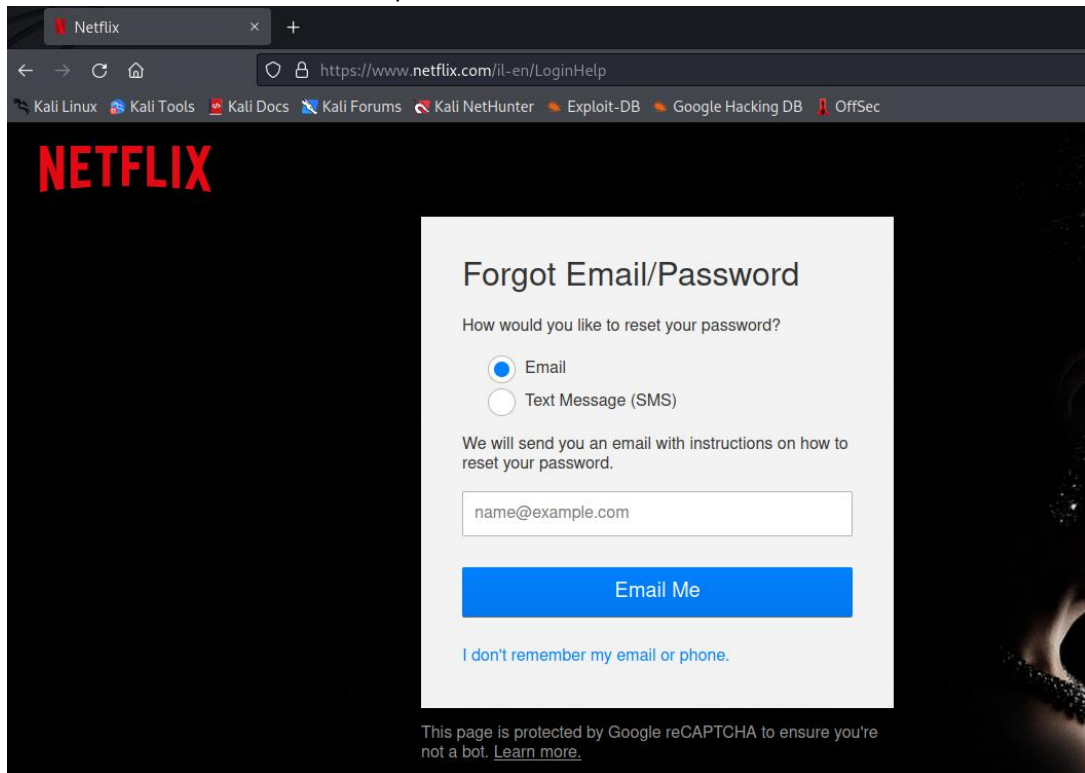 Netflix
https://www.netflix.com/il-en/LoginHelp
Kali Linux Kali Tools Kali Docs Kali Forums Kali NetHunter Exploit-DB Google Hacking DB OffSec
NETFLIX
Forgot Email/Password
How would you like to reset your password?
Email
Text Message (SMS)
We will send you an email with instructions on how to
reset your password.
name@example.com
Email Me
I don't remember my email or phone.
This page is protected by Google reCAPTCHA to ensure you're
not a bot. Learn more.